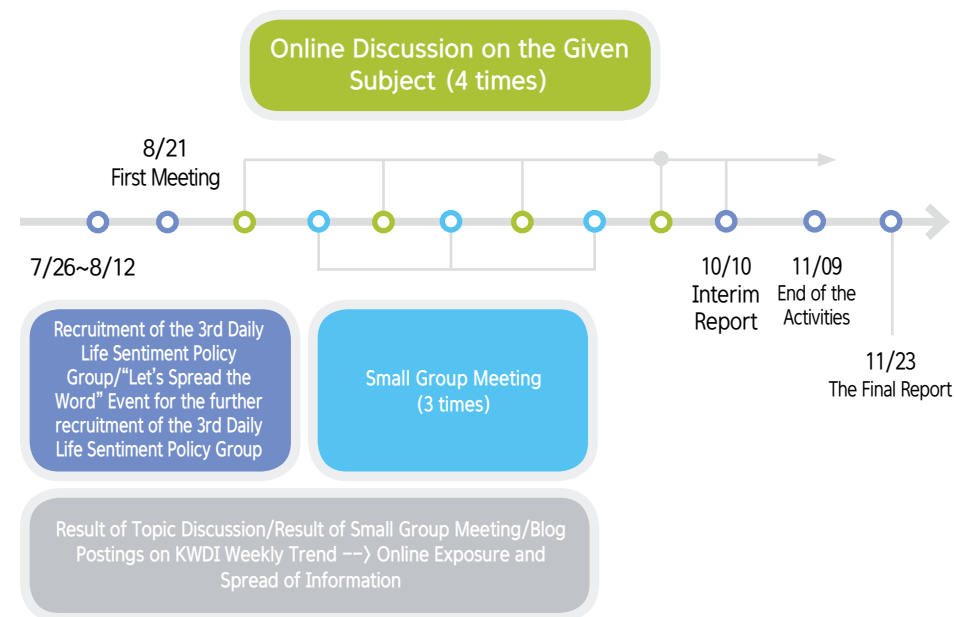 Online Discussion on the Given
Subject (4 times)
8/21
First Meeting
7/26~8/12
10/10
Interim
Report
11/09
End of the
Activities
11/23
The Final Report
Recruitment of the 3rd Daily
Life Sentiment Policy
Group/“Let’s Spread the
Word” Event for the further
recruitment of the 3rd Daily
Life Sentiment Policy Group
Small Group Meeting
(3 times)
Result of Topic Discussion/Result of Small Group Meeting/Blog
Postings on KWDI Weekly Trend --> Online Exposure and
Spread of Information